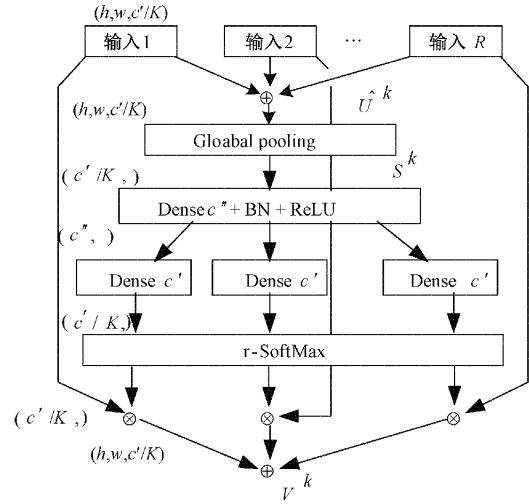 (h,w,c'/K)
输入1 输入2 ... 输入 R
⊕
(h,w,c'/K) Û k
Gloabal pooling
S k
(c'/K ,)
Dense c" + BN + ReLU
(c", )
Dense c' Dense c' Dense c'
(c'/ K,)
r-SoftMax
(c'/K ,) ⊗ ⊗ ⊗
(h,w,c'/K)
⊕
V k